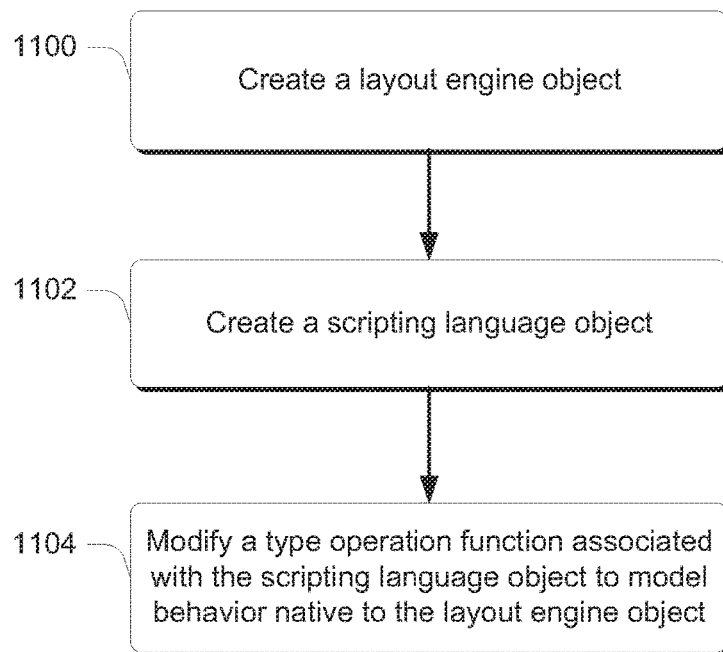 1100
Create a layout engine object
1102
Create a scripting language object
1104
Modify a type operation function associated
with the scripting language object to model
behavior native to the layout engine object